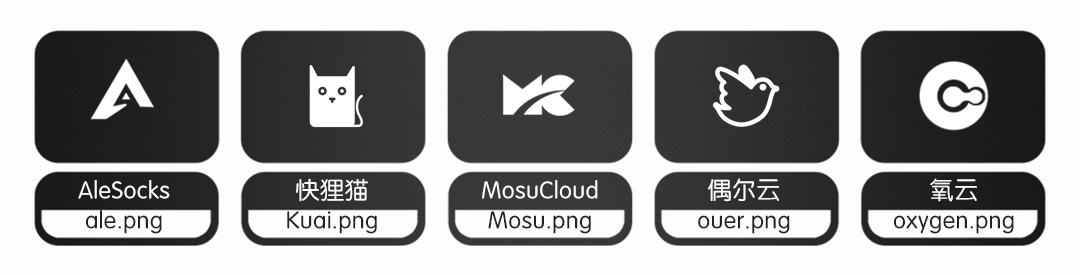 AleSocks
ale.png
快狸猫
Kuai.png
MC
MosuCloud
Mosu.png
偶尔云
ouer.png
氧云
oxygen.png